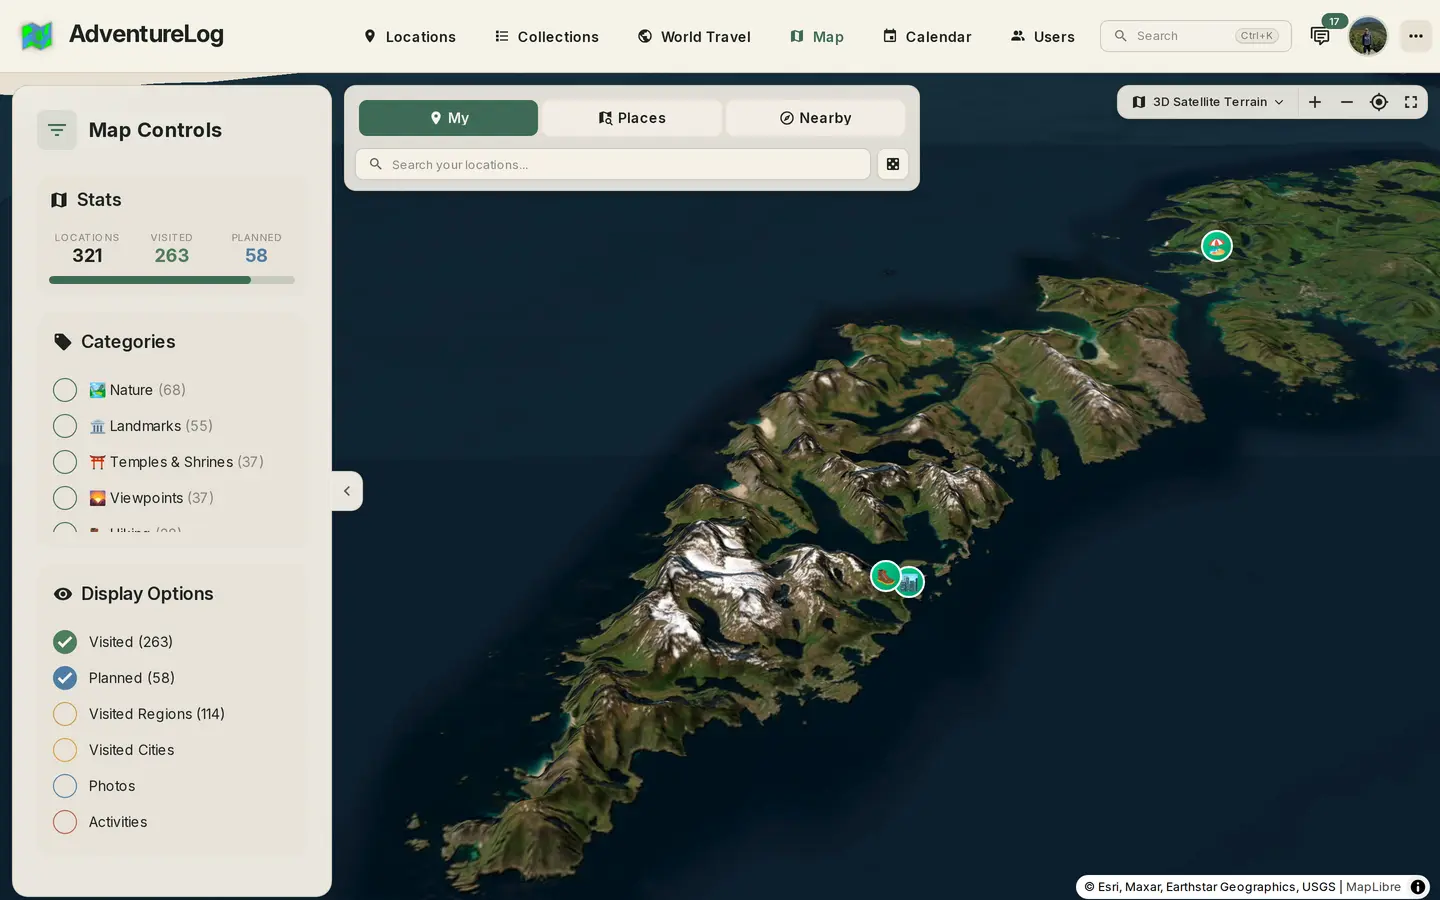 AdventureLog
Locations
Collections
World Travel
Map
Calendar
Users
Search
Ctrl+K
17
Map Controls
Stats
LOCATIONS
VISITED
PLANNED
321
263
58
Categories
Nature (68)
Landmarks (55)
Temples & Shrines (37)
Viewpoints (37)
Display Options
Visited (263)
Planned (58)
Visited Regions (114)
Visited Cities
Photos
Activities
My
Places
Nearby
Search your locations...
3D Satellite Terrain
© Esri, Maxar, Earthstar Geographics, USGS | MapLibre